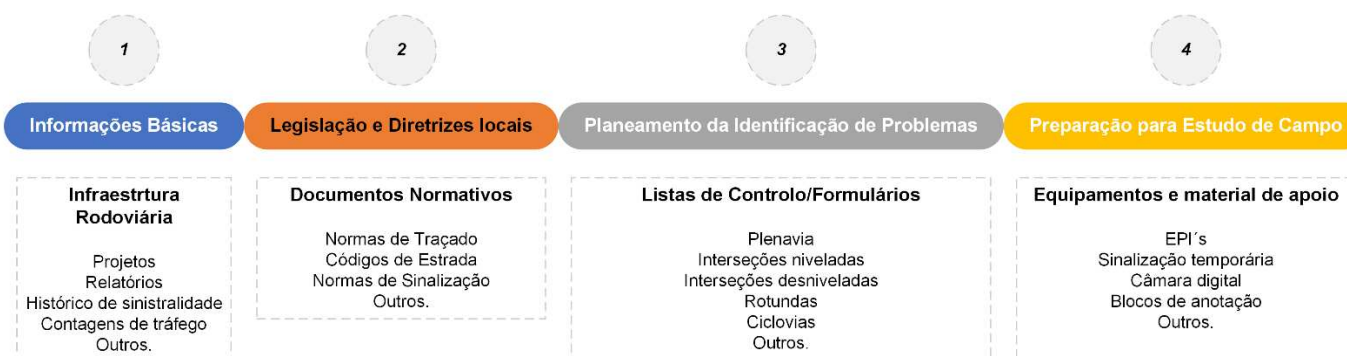 1
2
3
4
Informações Básicas
Legislação e Diretrizes locais
Planeamento da Identificação de Problemas
Preparação para Estudo de Campo
Infraestrtura
Rodoviária
Projetos
Relatórios
Histórico de sinistralidade
Contagens de tráfego
Outros.
Documentos Normativos
Normas de Traçado
Códigos de Estrada
Normas de Sinalização
Outros.
Listas de Controlo/Formulários
Plenavia
Interseções niveladas
Interseções desniveladas
Rotundas
Ciclovias
Outros.
Equipamentos e material de apoio
EPI´s
Sinalização temporária
Câmara digital
Blocos de anotação
Outros.